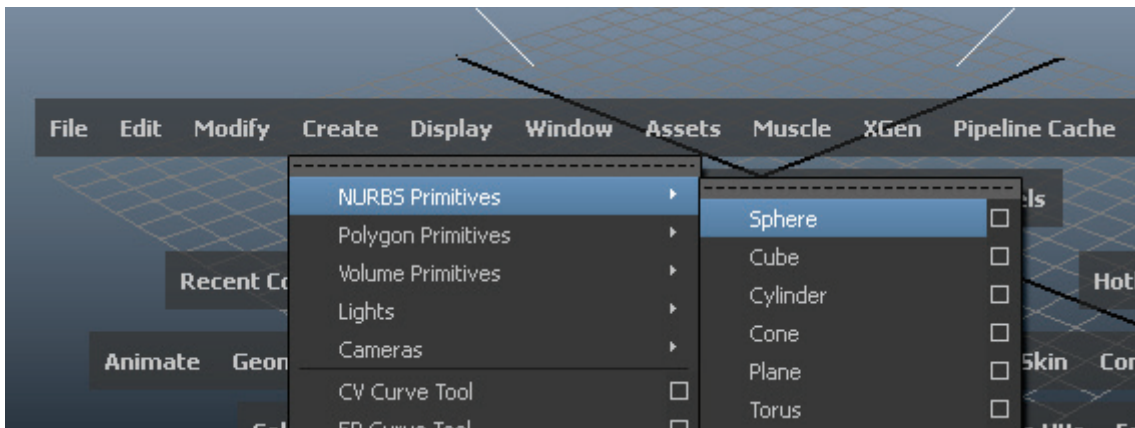 File Edit Modify Create Display Window Assets Muscle XGen Pipeline Cache
NURBS Primitives
Polygon Primitives
Volume Primitives
Lights
Cameras
CV Curve Tool
Sphere
Cube
Cylinder
Cone
Plane
Torus
Recent
Animate
Skin